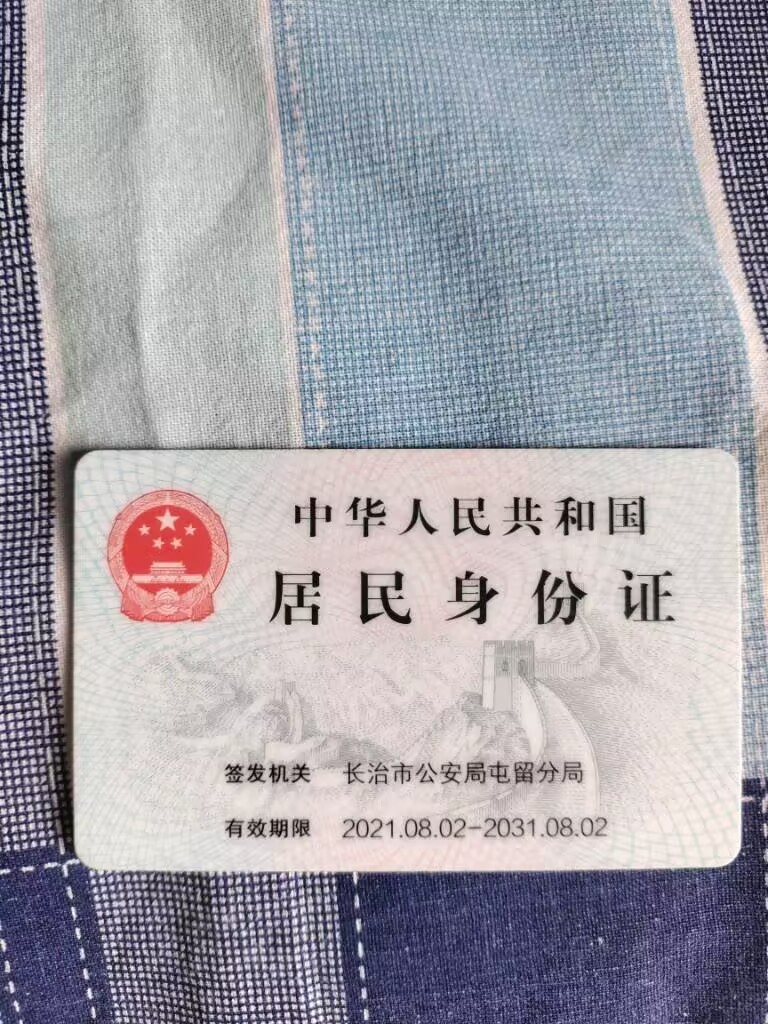 中华人民共和国
居民身份证
签发机关 长治市公安局屯留分局
有效期限 2021.08.02-2031.08.02